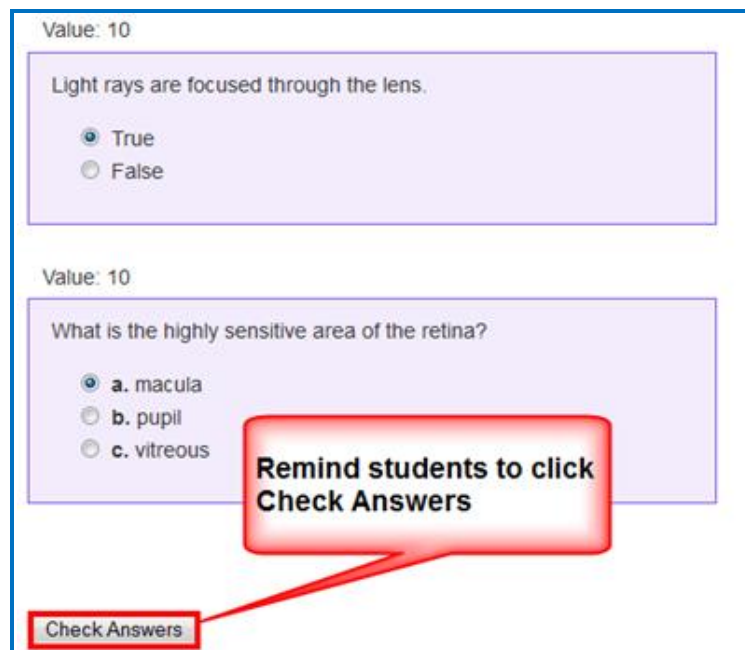 Value: 10
Light rays are focused through the lens.
True
False
Value: 10
What is the highly sensitive area of the retina?
a. macula
b. pupil
c. vitreous
Remind students to click
Check Answers
Check Answers